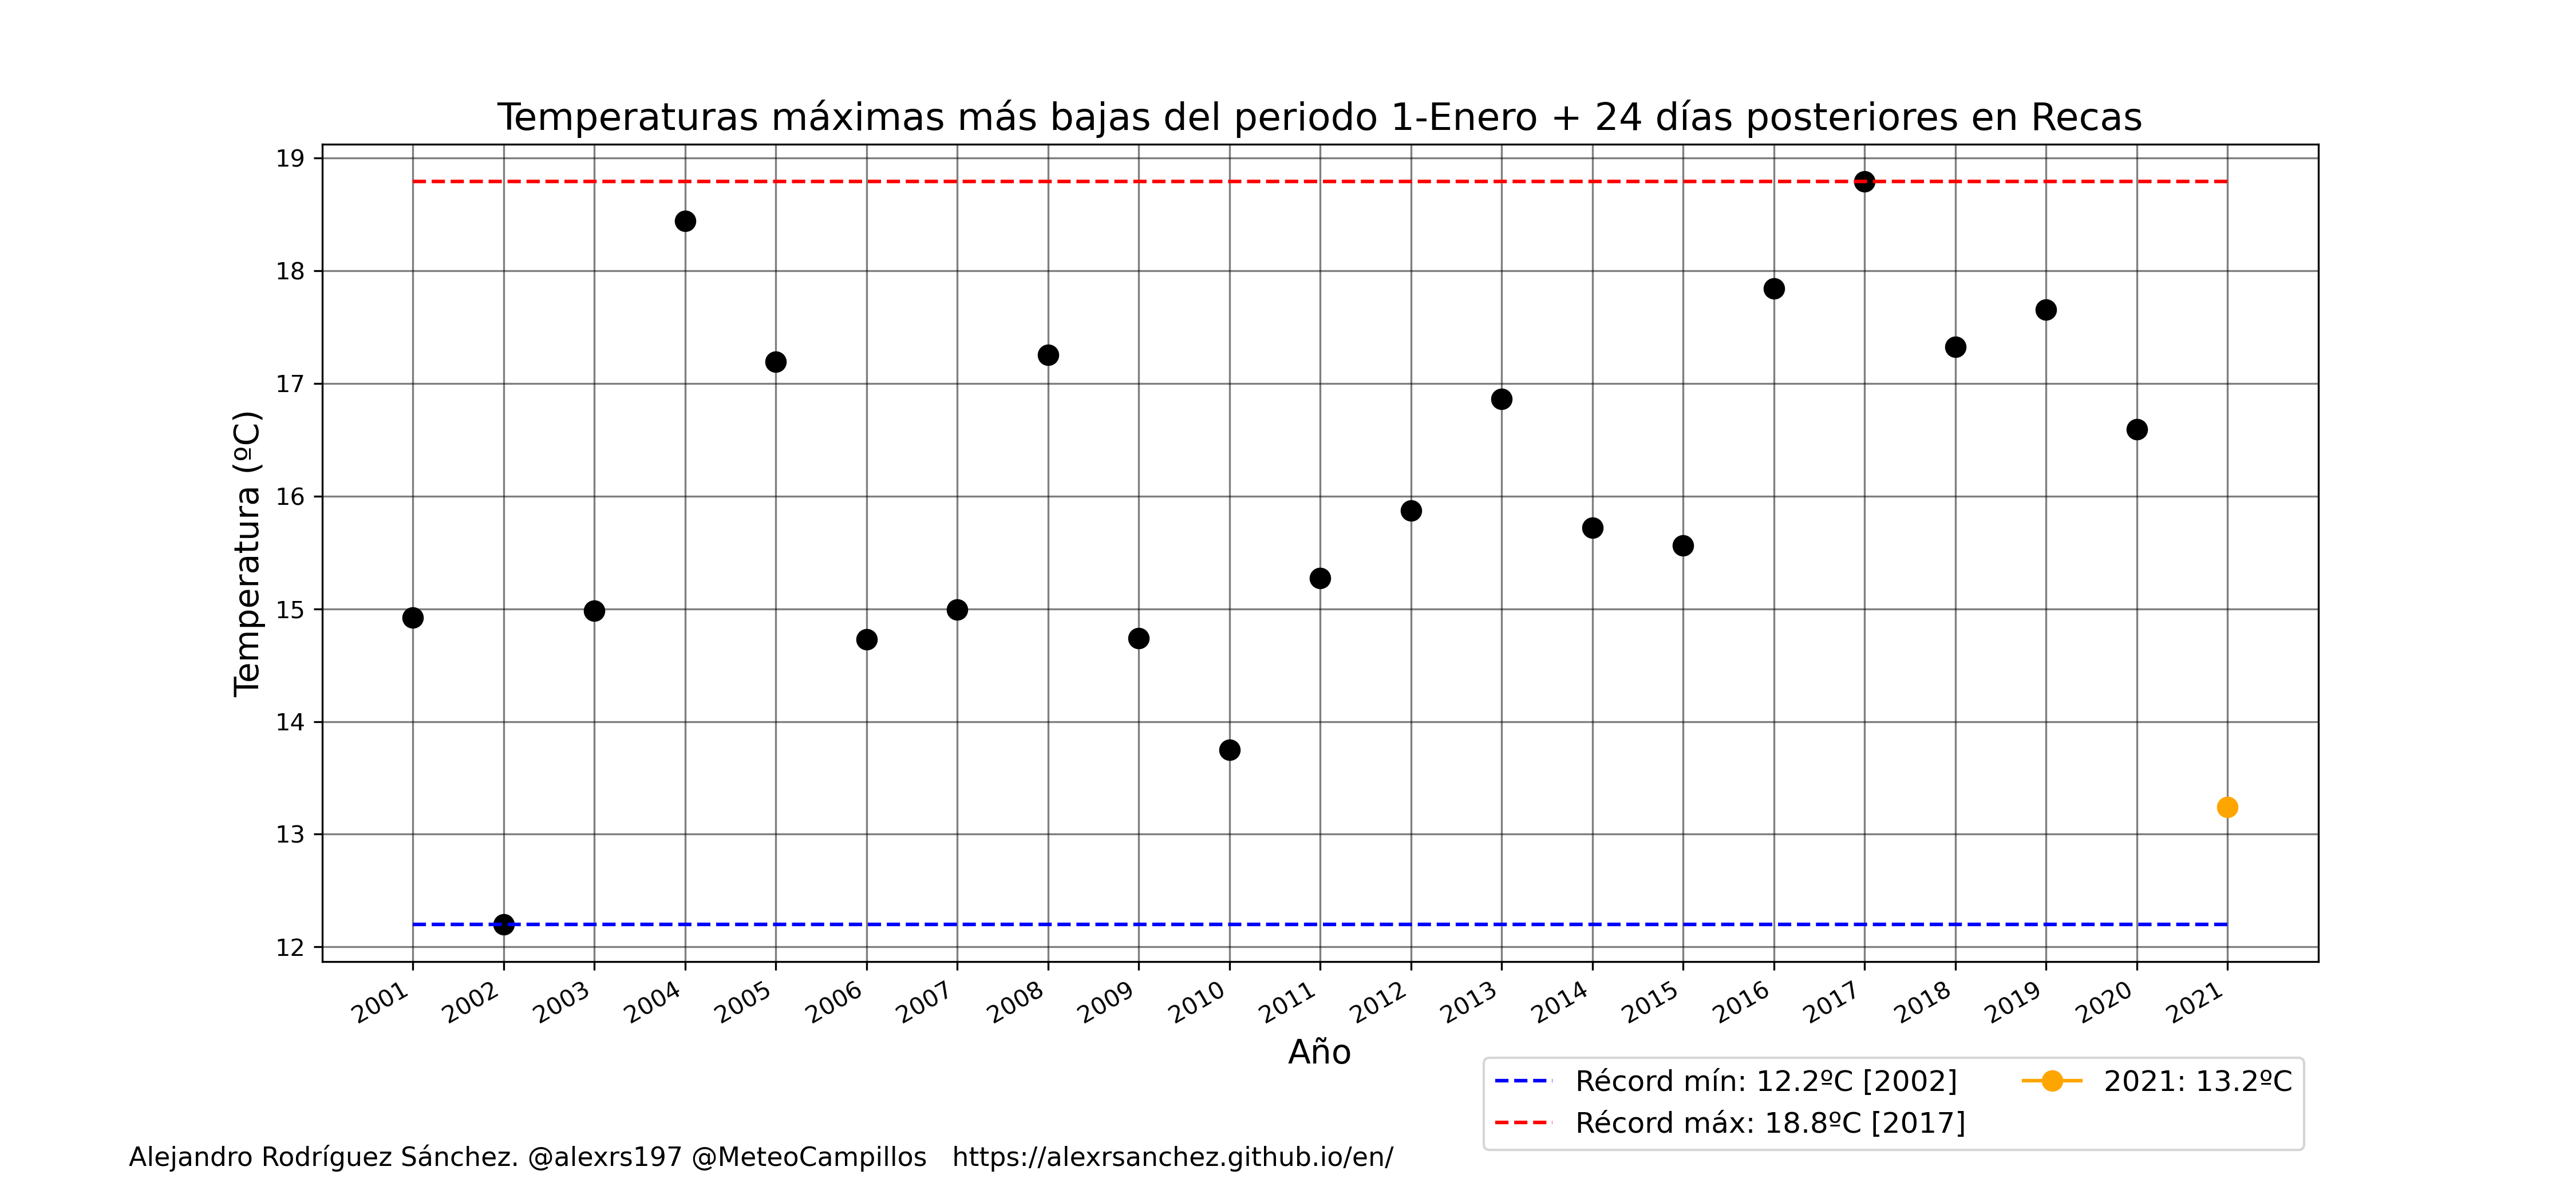 Temperaturas máximas más bajas del periodo 1-Enero + 24 días posteriores en Recas
Temperatura (ºC)
19
18
17
16
15
14
13
12
2001 2002 2003 2004 2005 2006 2007 2008 2009 2010 2011 2012 2013 2014 2015 2016 2017 2018 2019 2020 2021
Año
Récord mín: 12.2ºC [2002]
Récord máx: 18.8ºC [2017]
2021: 13.2ºC
Alejandro Rodríguez Sánchez. @alexrs197 @MeteoCampillos https://alexrsanchez.github.io/en/